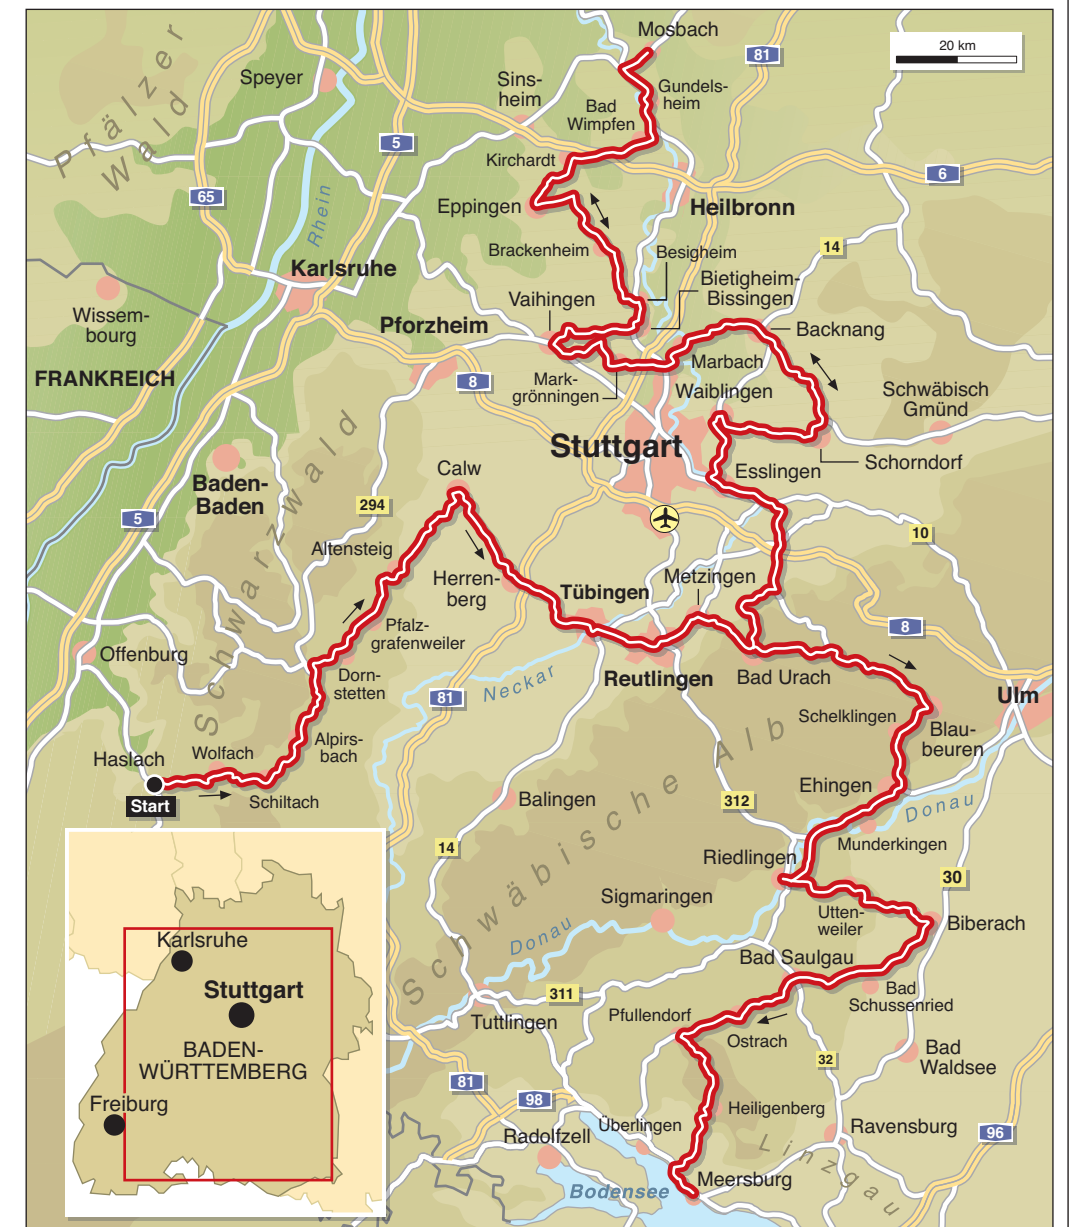 Mosbach
81
20 km
Speyer
Sins-
heim
Gundels-
heim
Bad
Wimpfen
Pfälzer
Wald
5
Kirchardt
6
65
Rhein
Eppingen
Heilbronn
Brackenheim
Besigheim
14
Karlsruhe
Bietigheim-
Bissingen
Vaihingen
Wissem-
bourg
Pforzheim
Backnang
Marbach
FRANKREICH
8
Mark-
grönningen
Waiblingen
Schwäbisch
Gmünd
Stuttgart
Esslingen
Schorndorf
Calw
Baden-
Baden
294
5
10
Schwarzwald
Altensteig
Herren-
berg
Tübingen
Metzingen
Pfalz-
grafenweiler
8
Offenburg
Dorn-
stetten
Neckar
Reutlingen
Bad Urach
81
Ulm
Schelklingen
Blau-
beuren
Alpirs-
bach
Wolfach
Haslach
Start
Schiltach
Schwäbische Alb
Ehingen
Balingen
312
Donau
14
Munderkingen
Riedlingen
30
Sigmaringen
Utten-
weiler
Biberach
Donau
Bad Saulgau
Bad
Schussenried
311
Tuttlingen
Pfullendorf
Ostrach
32
Bad
Waldsee
81
98
Heiligenberg
Überlingen
Radolfzell
Ravensburg
96
Linzgau
Meersburg
Bodensee
Karlsruhe
Stuttgart
BADEN-
WÜRTTEMBERG
Freiburg